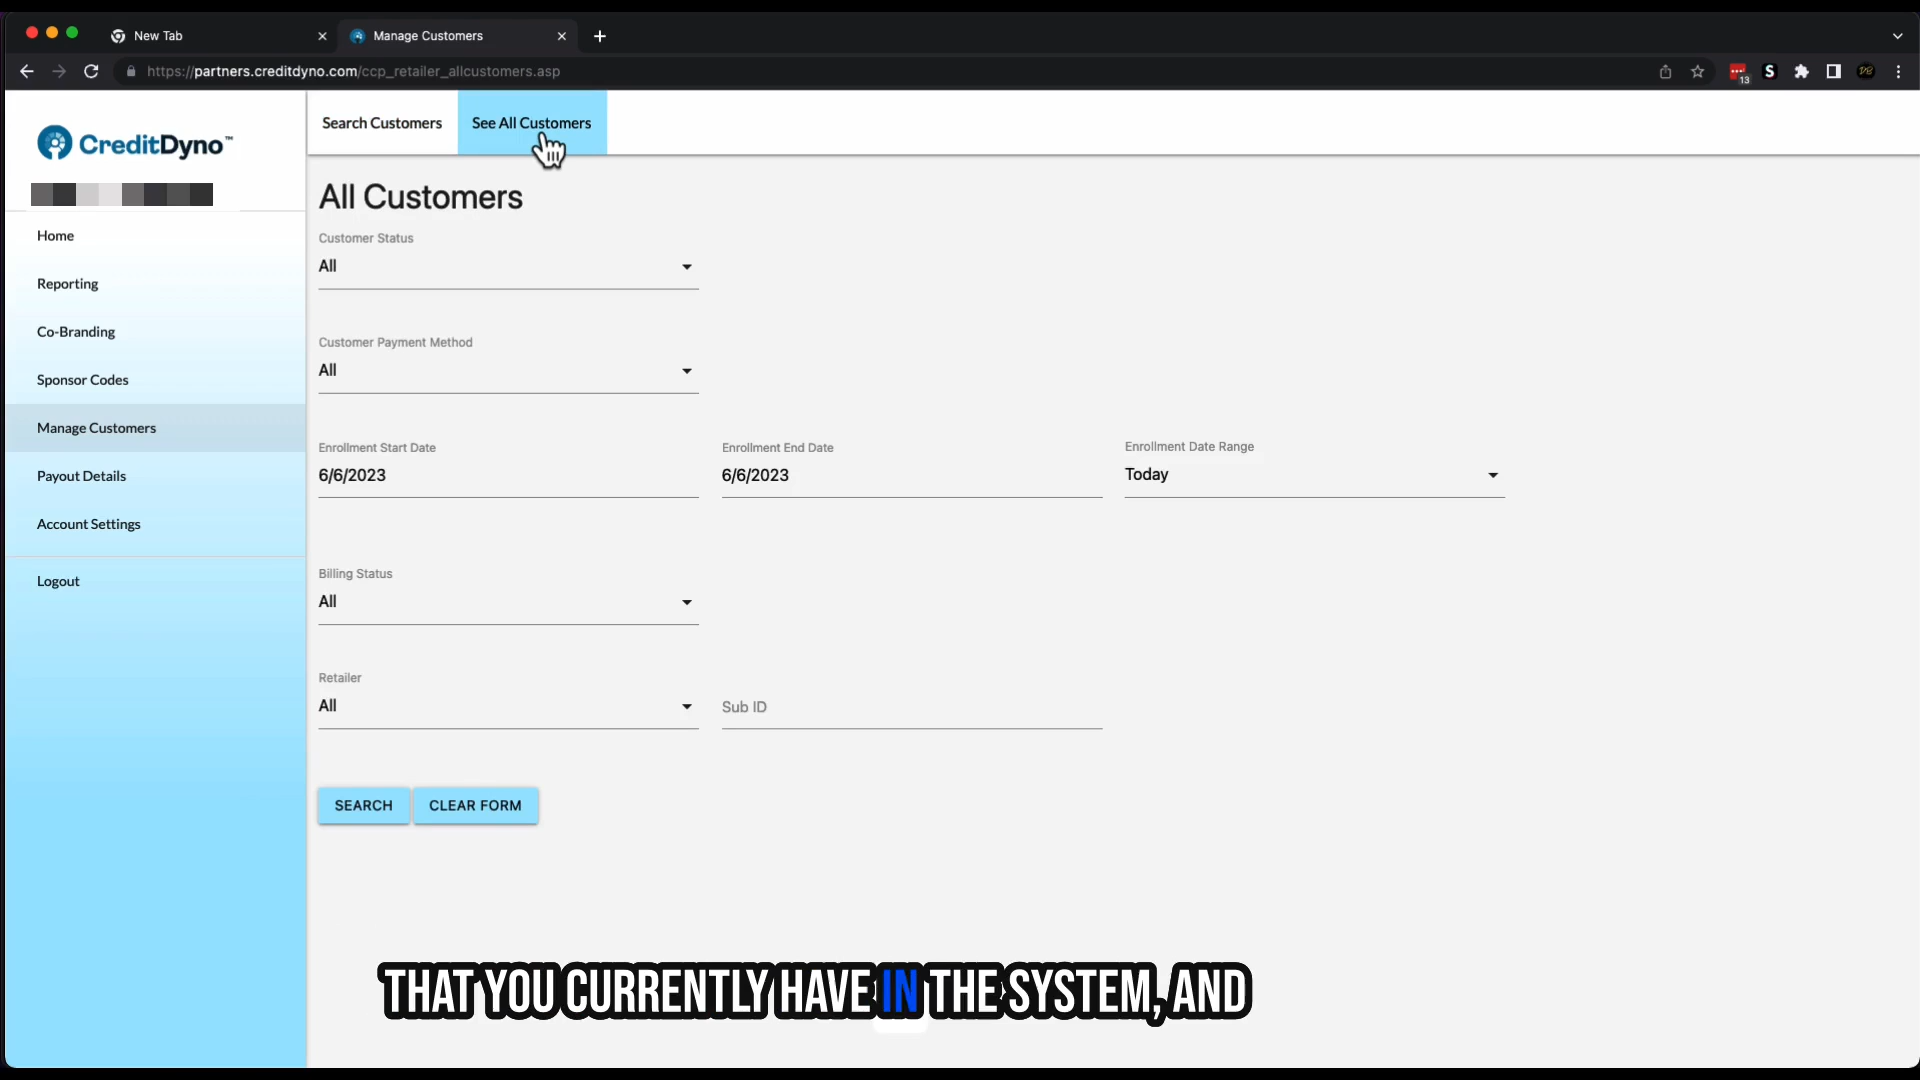 New Tab
Manage Customers
https://partners.creditdyno.com/ccp_retailer_allcustomers.asp
13
S
VB
CreditDyno™
Search Customers
See All Customers
Home
Reporting
Co-Branding
Sponsor Codes
Manage Customers
Payout Details
Account Settings
Logout
All Customers
Customer Status
All
Customer Payment Method
All
Enrollment Start Date
6/6/2023
Enrollment End Date
6/6/2023
Enrollment Date Range
Today
Billing Status
All
Retailer
All
Sub ID
SEARCH
CLEAR FORM
THAT YOU CURRENTLY HAVE IN THE SYSTEM, AND